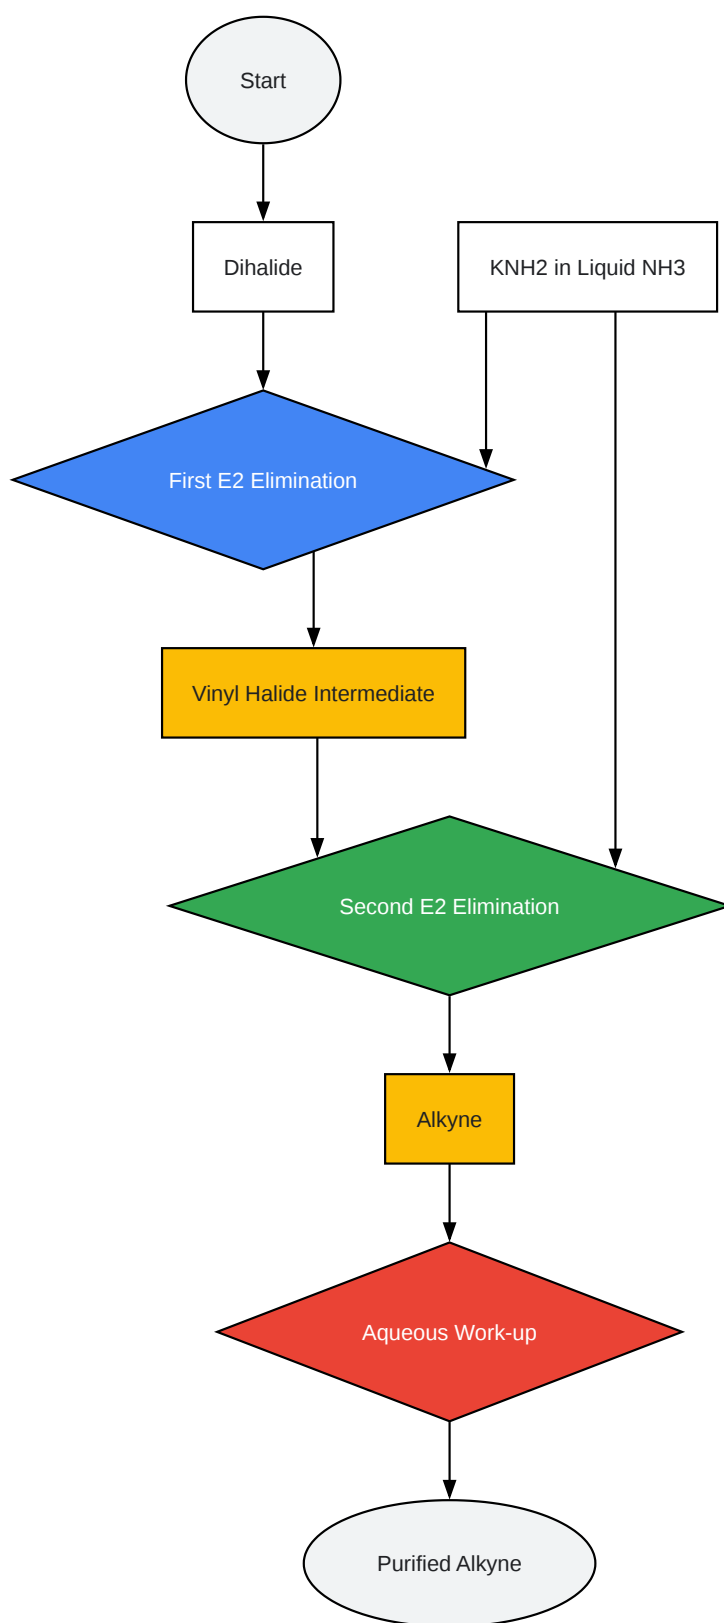 Start
Dihalide
KNH2 in Liquid NH3
First E2 Elimination
Vinyl Halide Intermediate
Second E2 Elimination
Alkyne
Aqueous Work-up
Purified Alkyne